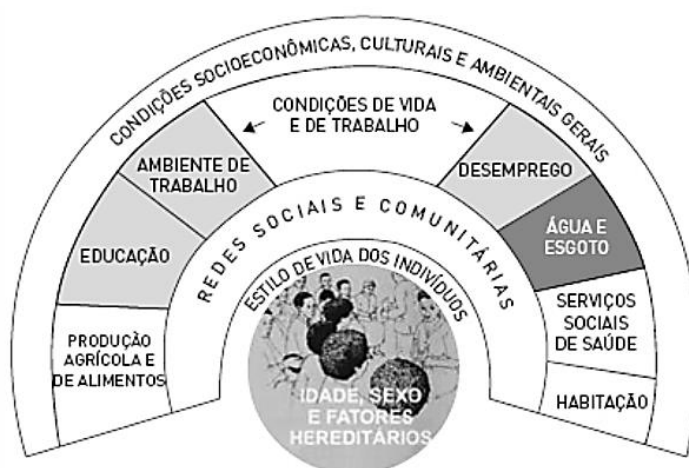 CONDIÇÕES SOCIOECONÔMICAS, CULTURAIS E AMBIENTAIS GERAIS
CONDIÇÕES DE VIDA
E DE TRABALHO
AMBIENTE DE
TRABALHO
DESEMPREGO
EDUCAÇÃO
ÁGUA E
ESGOTO
PRODUÇÃO
AGRÍCOLA E
DE ALIMENTOS
SERVIÇOS
SOCIAIS
DE SAÚDE
HABITAÇÃO
REDES SOCIAIS E COMUNITÁRIAS
ESTILO DE VIDA DOS INDIVÍDUOS
IDADE, SEXO
E FATORES
HEREDITÁRIOS